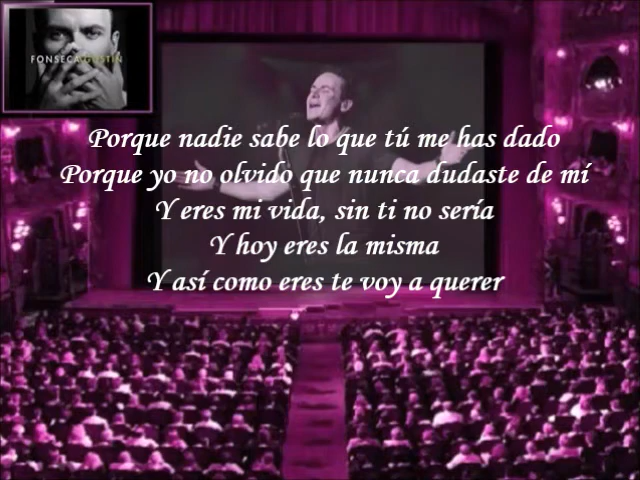 FONSECA GUSTIN
Porque nadie sabe lo que tú me has dado
Porque yo no olvido que nunca dudaste de mí
Y eres mi vida, sin ti no sería
Y hoy eres la misma
Y así como eres te voy a querer